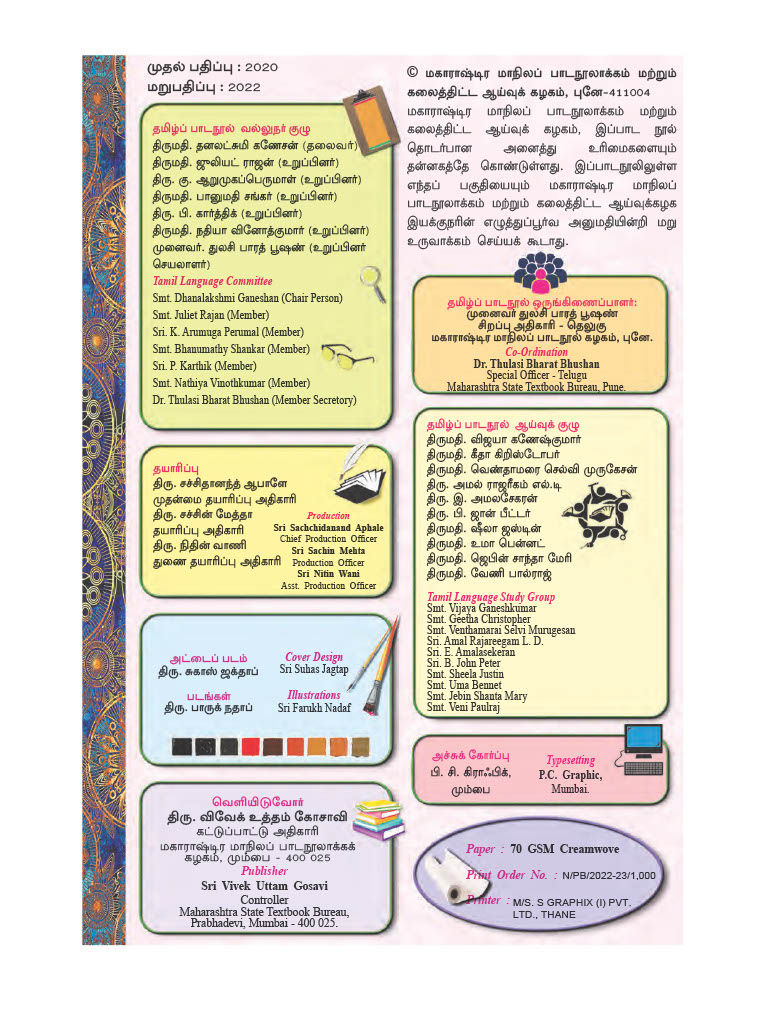 முதல் பதிப்பு : 2020
மறுபதிப்பு : 2022
தமிழ்ப் பாடநூல் வல்லுநர் குழு
திருமதி. தனலட்சுமி கணேசன் (தலைவர்)
திருமதி. ஜுலியட் ராஜன் (உறுப்பினர்)
திரு. கு. ஆறுமுகப்பெருமாள் (உறுப்பினர்)
திருமதி. பானுமதி சங்கர் (உறுப்பினர்)
திரு. பி. கார்த்திக் (உறுப்பினர்)
திருமதி. நதியா வினோத்குமார் (உறுப்பினர்)
முனைவர். துலசி பாரத் பூஷண் (உறுப்பினர்
செயலாளர்)
Tamil Language Committee
Smt. Dhanalakshmi Ganeshan (Chair Person)
Smt. Juliet Rajan (Member)
Sri. K. Arumuga Perumal (Member)
Smt. Bhanumathy Shankar (Member)
Sri. P. Karthik (Member)
Smt. Nathiya Vinothkumar (Member)
Dr. Thulasi Bharat Bhushan (Member Secretary)
தயாரிப்பு
திரு. சச்சிதானந்த் ஆபாளே
முதன்மை தயாரிப்பு அதிகாரி
திரு. சச்சின் மேத்தா
தயாரிப்பு அதிகாரி
திரு. நிதின் வாணி
துணை தயாரிப்பு அதிகாரி
Production
Sri Sachchidanand Aphale
Chief Production Officer
Sri Sachin Mehta
Production Officer
Sri Nitin Wani
Asst. Production Officer
அட்டைப் படம்
திரு. சுகாஸ் ஜக்தாப்
Cover Design
Sri Suhas Jagtap
படங்கள்
திரு. பாருக் நதாப்
Illustrations
Sri Farukh Nadaf
வெளியிடுவோர்
திரு. விவேக் உத்தம் கோசாவி
கட்டுப்பாட்டு அதிகாரி
மகாராஷ்டிர மாநிலப் பாடநூலாக்கக்
கழகம், மும்பை - 400 025
Publisher
Sri Vivek Uttam Gosavi
Controller
Maharashtra State Textbook Bureau,
Prabhadevi, Mumbai - 400 025.
© மகாராஷ்டிர மாநிலப் பாடநூலாக்கம் மற்றும்
கலைத்திட்ட ஆய்வுக் கழகம், புனே-411004
மகாராஷ்டிர மாநிலப் பாடநூலாக்கம் மற்றும்
கலைத்திட்ட ஆய்வுக் கழகம், இப்பாட நூல்
தொடர்பான அனைத்து உரிமைகளையும்
தன்னகத்தே கொண்டுள்ளது. இப்பாடநூலிலுள்ள
எந்தப் பகுதியையும் மகாராஷ்டிர மாநிலப்
பாடநூலாக்கம் மற்றும் கலைத்திட்ட ஆய்வுக்கழக
இயக்குநரின் எழுத்துப்பூர்வ அனுமதியின்றி மறு
உருவாக்கம் செய்யக் கூடாது.
தமிழ்ப் பாடநூல் ஒருங்கிணைப்பாளர்:
முனைவர் துலசி பாரத் பூஷண்
சிறப்பு அதிகாரி - தெலுகு
மகாராஷ்டிர மாநிலப் பாடநூல் கழகம், புனே.
Co-Ordination
Dr. Thulasi Bharat Bhushan
Special Officer - Telugu
Maharashtra State Textbook Bureau, Pune.
தமிழ்ப் பாடநூல் ஆய்வுக் குழு
திருமதி. விஜயா கணேஷ்குமார்
திருமதி. கீதா கிறிஸ்டோபர்
திருமதி. வெண்தாமரை செல்வி முருகேசன்
திரு. அமல் ராஜரீகம் எல்.டி
திரு. இ. அமலசேகரன்
திரு. பி. ஜான் பீட்டர்
திருமதி. ஷீலா ஜஸ்டின்
திருமதி. உமா பென்னட்
திருமதி. ஜெபின் சாந்தா மேரி
திருமதி. வேணி பால்ராஜ்
Tamil Language Study Group
Smt. Vijaya Ganeshkumar
Smt. Geetha Christopher
Smt. Venthamarai Selvi Murugesan
Sri. Amal Rajareegam L. D.
Sri. E. Amalasekeran
Sri. B. John Peter
Smt. Sheela Justin
Smt. Uma Bennet
Smt. Jebin Shanta Mary
Smt. Veni Paulraj
அச்சுக் கோர்ப்பு
பி. சி. கிராஃபிக்,
மும்பை
Typesetting
P.C. Graphic,
Mumbai.
Paper : 70 GSM Creamwove
Print Order No. : N/PB/2022-23/1,000
Printer : M/S. S GRAPHIX (I) PVT.
LTD., THANE